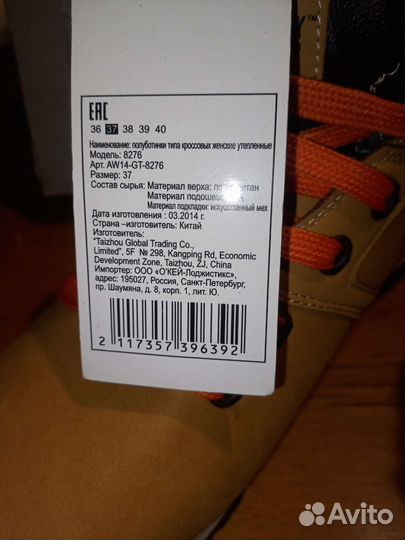 EAC
36 37 38 39 40
Наименование: полуботинки типа кроссовых женские утепленные
Модель: 8276
Арт. AW14-GT-8276
Размер: 37
Состав сырья: Материал верха:
Материал подошвы:
Материал подкладки: искусственный мех
Дата изготовления : 03.2014 г.
Страна –изготовитель: Китай
Изготовитель:
"Taizhou Global Trading Co.,
Limited", 5F № 298, Kangping Rd, Economic
Development Zone, Taizhou, ZJ, China
Импортер: ООО «О'КЕЙ-Лоджистикс»,
адрес: 195027, Россия, Санкт-Петербург,
пр. Шаумяна, д. 8, корп. 1, лит. Ю.
2 117357 396392
Avito